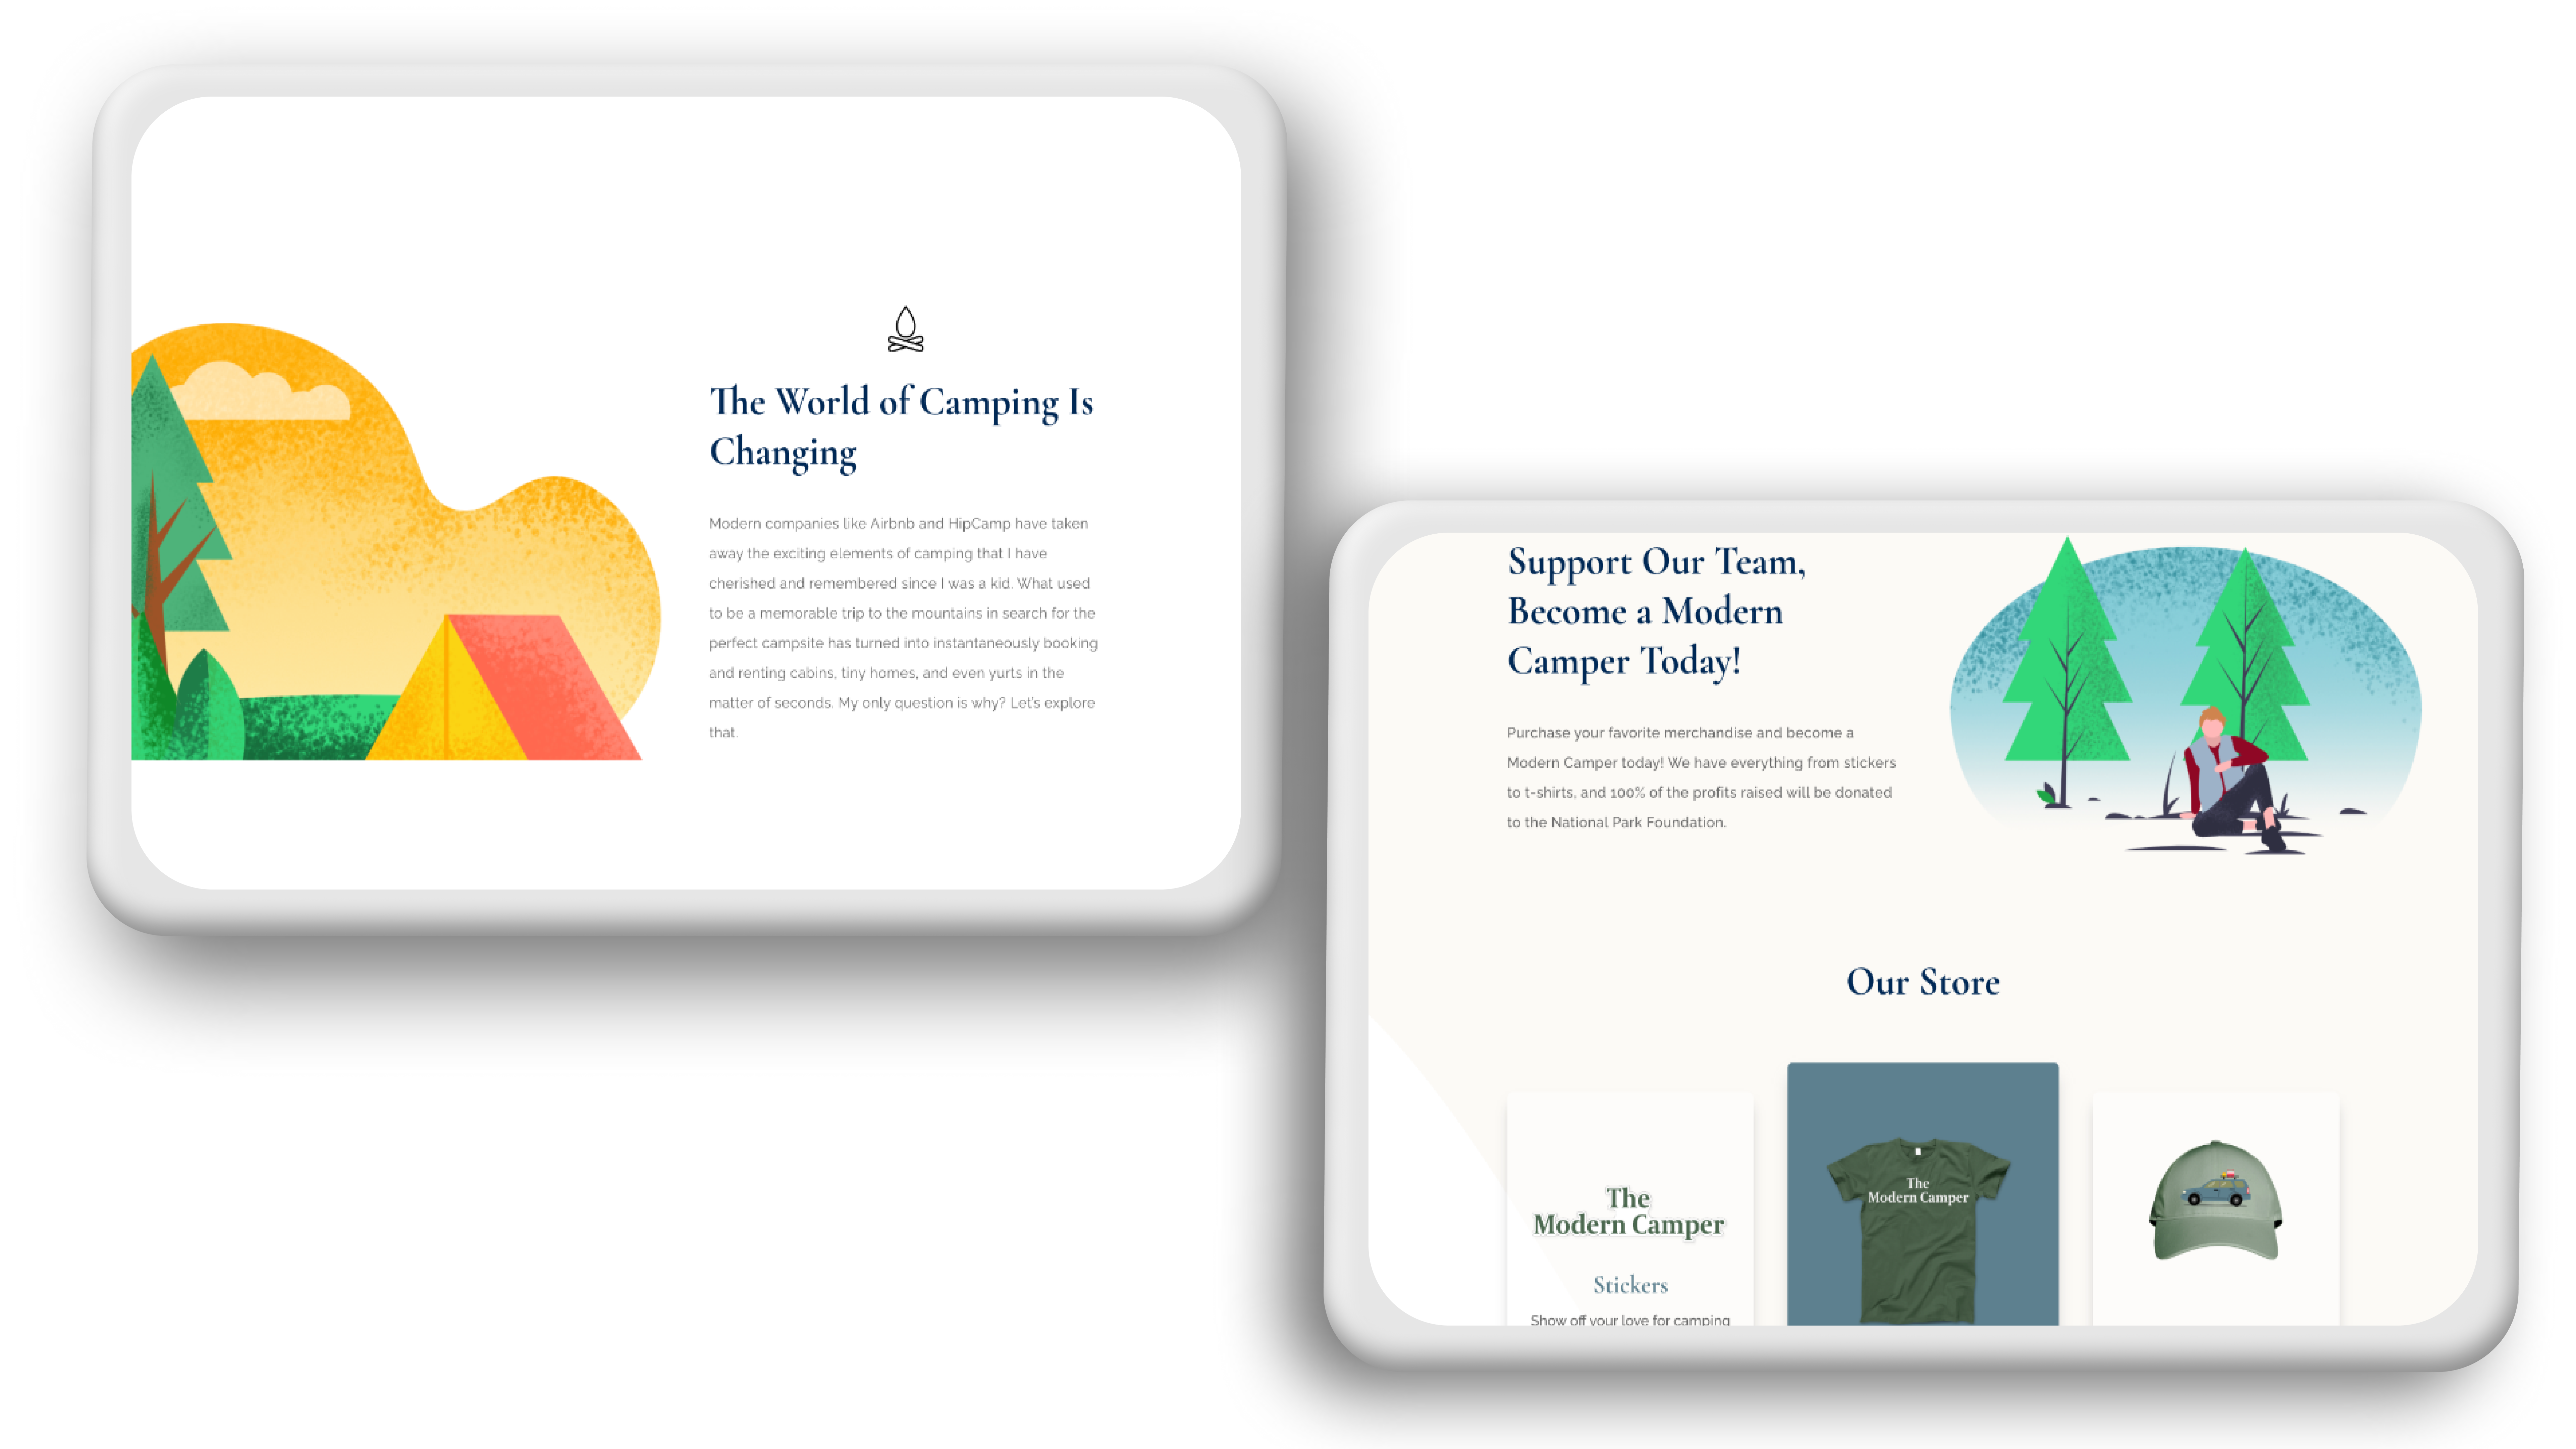 The World of Camping Is
Changing
Modern companies like Airbnb and HipCamp have taken
away the exciting elements of camping that I have
cherished and remembered since I was a kid. What used
to be a memorable trip to the mountains in search for the
perfect campsite has turned into instantaneously booking
and renting cabins, tiny homes, and even yurts in the
matter of seconds. My only question is why? Let's explore
that.
Support Our Team,
Become a Modern
Camper Today!
Purchase your favorite merchandise and become a
Modern Camper today! We have everything from stickers
to t-shirts, and 100% of the profits raised will be donated
to the National Park Foundation.
Our Store
The
Modern Camper
Stickers
Show off your love for camping
The
Modern Camper